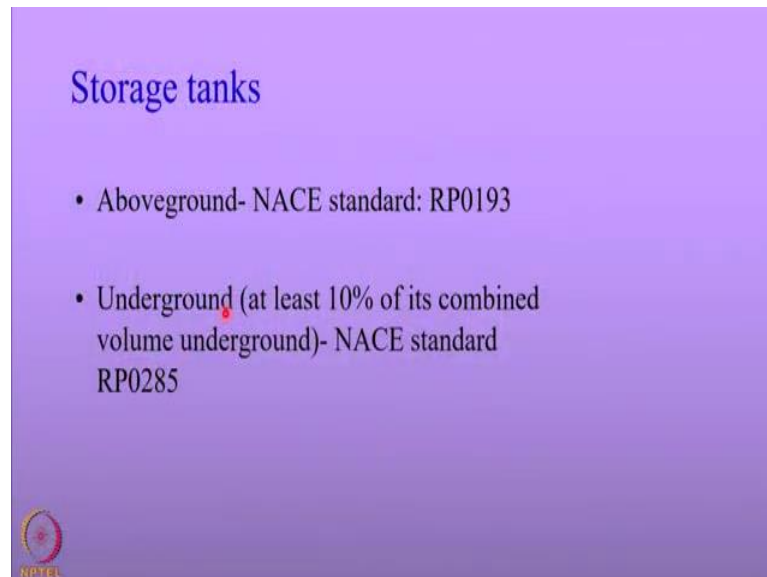 Storage tanks
• Aboveground- NACE standard: RP0193
• Underground (at least 10% of its combined
volume underground)- NACE standard
RP0285
NPTEL